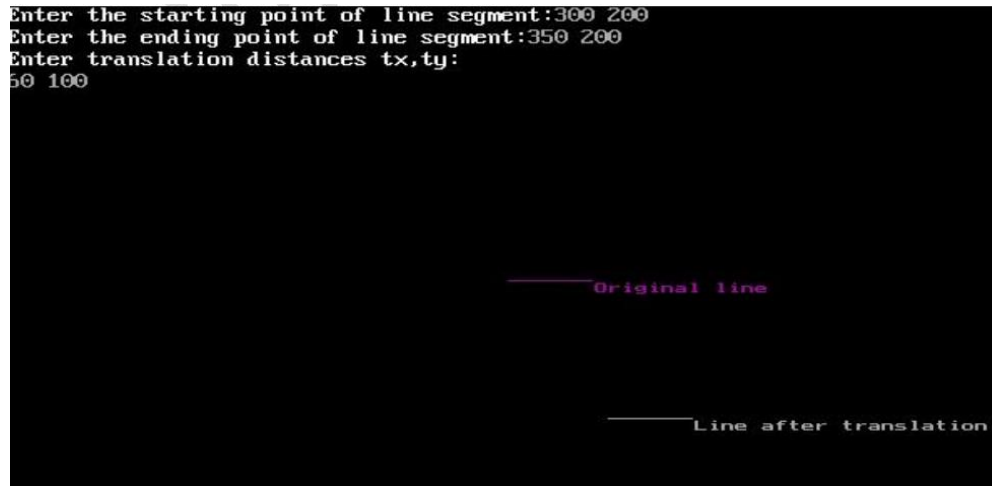 Enter the starting point of line segment:300 200
Enter the ending point of line segment:350 200
Enter translation distances tx,ty:
60 100
Original line
Line after translation